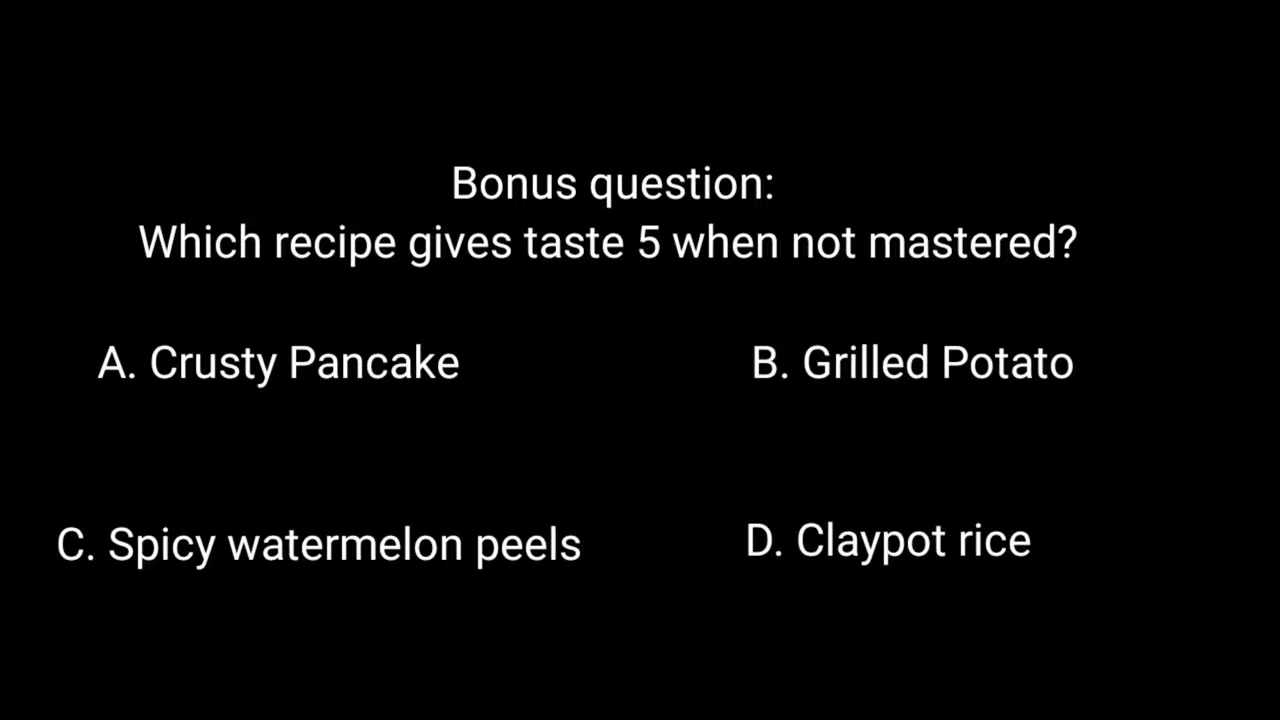 Bonus question:
Which recipe gives taste 5 when not mastered?
A. Crusty Pancake
B. Grilled Potato
C. Spicy watermelon peels
D. Claypot rice